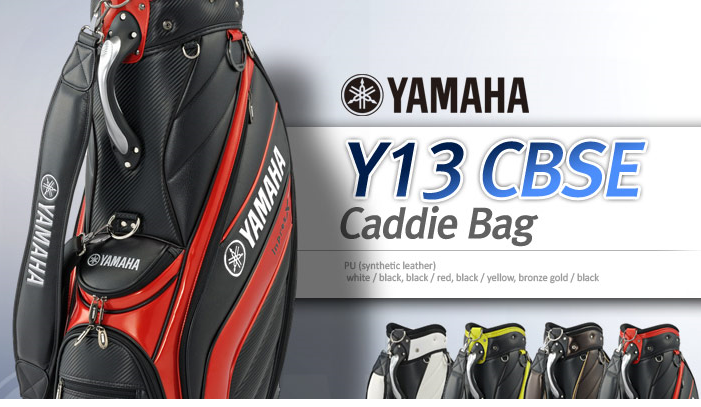 YAMAHA
Y13 CBSE
Caddie Bag
PU (synthetic leather)
white / black, black / red, black / yellow, bronze gold / black
YAMAHA
YAMAHA
YAMAHA